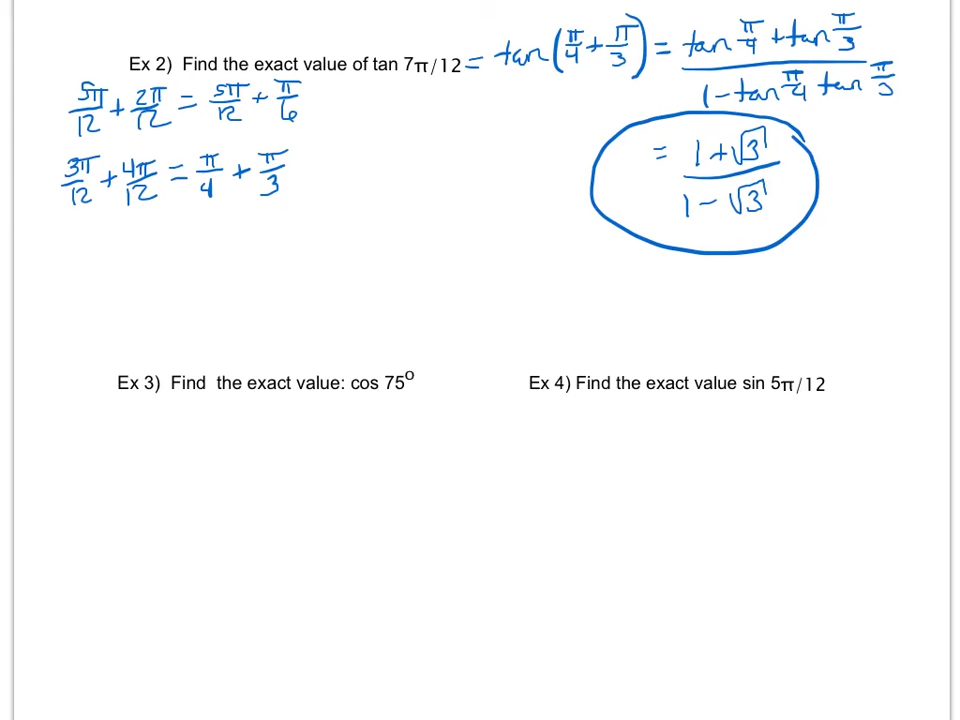 Ex 2) Find the exact value of tan 7π/12 = tan(π/4 + π/3) = (tan π/4 + tan π/3)/(1 - tan π/4 tan π/3)
5π/12 + 2π/12 = 5π/12 + π/6
3π/12 + 4π/12 = π/4 + π/3
= (1 + √3)/(1 - √3)
Ex 3) Find the exact value: cos 75°
Ex 4) Find the exact value sin 5π/12